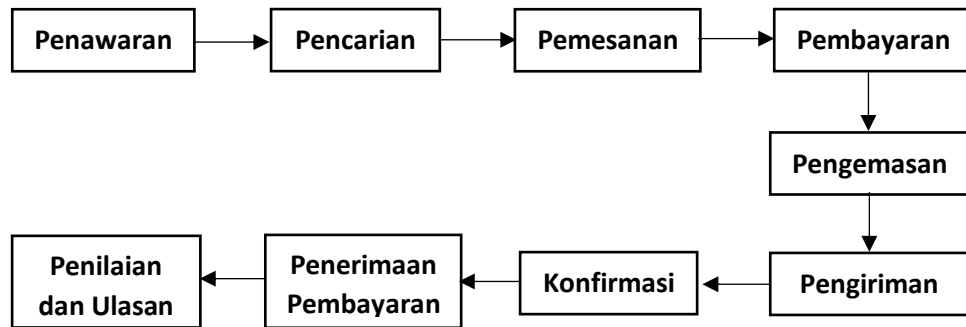 Penawaran
Pencarian
Pemesanan
Pembayaran
Pengemasan
Pengiriman
Konfirmasi
Penerimaan
Pembayaran
Penilaian
dan Ulasan